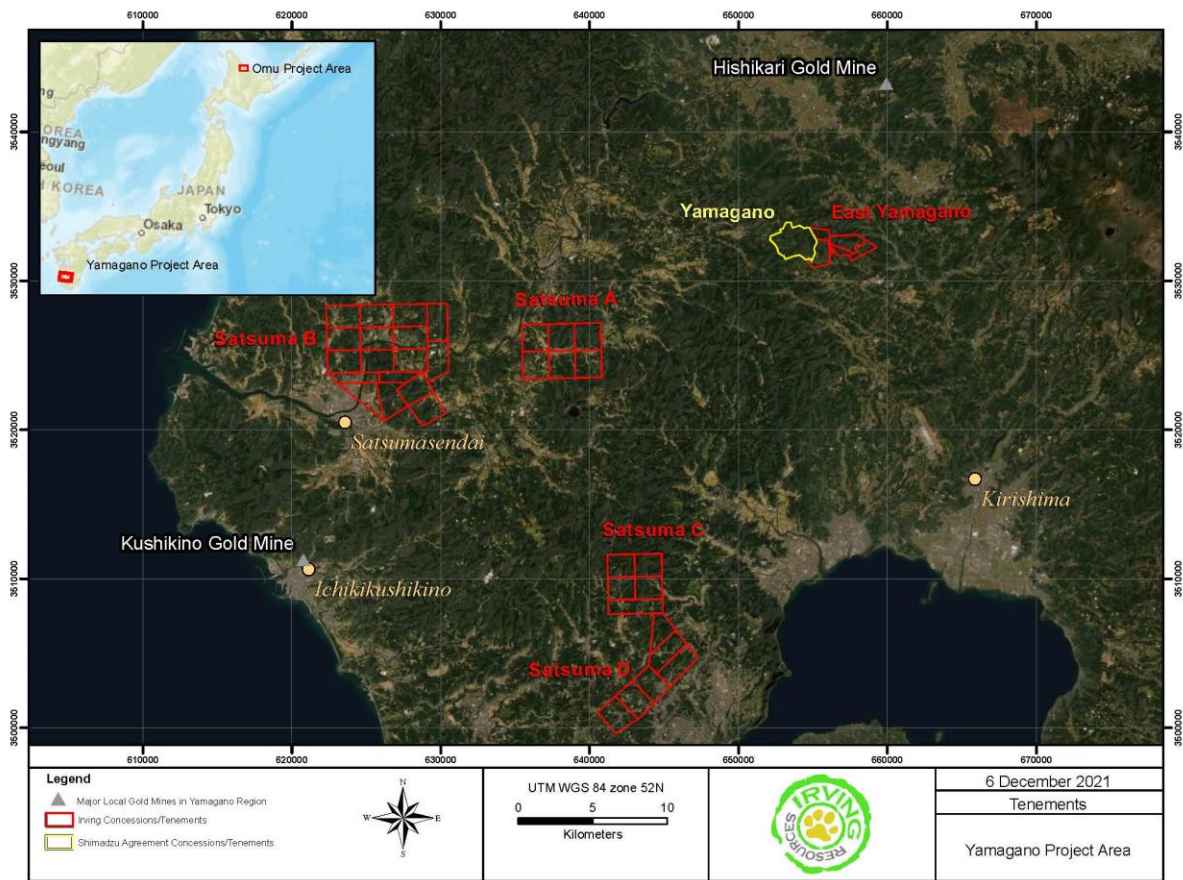 610000 620000 630000 640000 650000 660000 670000
Omu Project Area
Hishikari Gold Mine
ng
OREA
ngyang
eoul
KOREA
JAPAN
Tokyo
Osaka
Yamagano Project Area
3640000 3640000
Yamagano
East Yamagano
3530000 3530000
Satsuma A
Satsuma B
3520000 3520000
Satsumasendai
Kirishima
Satsuma C
Kushikino Gold Mine
3510000 3510000
Ichikikushikino
Satsuma D
3500000 3500000
610000 620000 630000 640000 650000 660000 670000
Legend
Major Local Gold Mines in Yamagano Region
Irving Concessions/Tenements
Shimadzu Agreement Concessions/Tenements
N
W E
S
UTM WGS 84 zone 52N
0 5 10
Kilometers
IRVING
RESOURCES
6 December 2021
Tenements
Yamagano Project Area